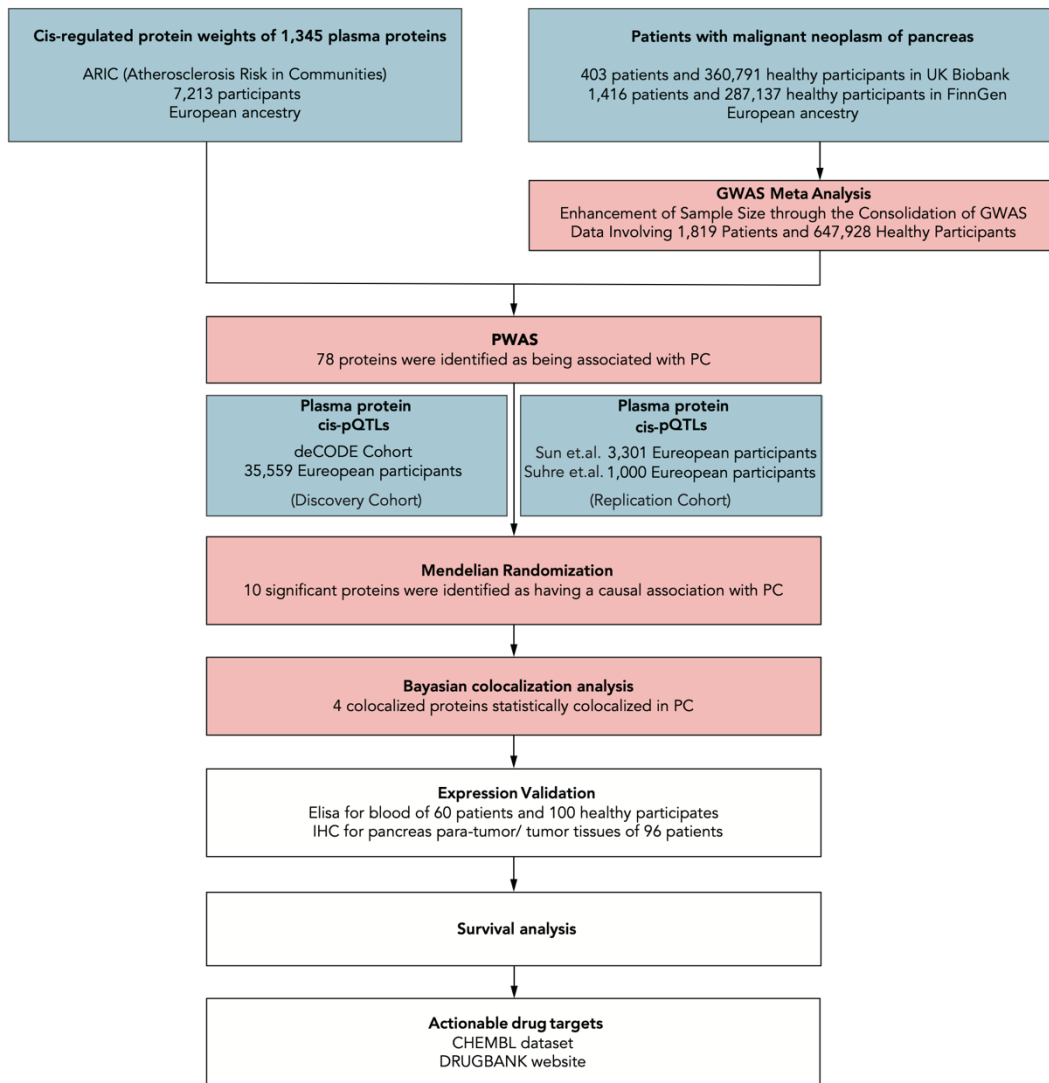 Cis-regulated protein weights of 1,345 plasma proteins
ARIC (Atherosclerosis Risk in Communities)
7,213 participants
European ancestry
Patients with malignant neoplasm of pancreas
403 patients and 360,791 healthy participants in UK Biobank
1,416 patients and 287,137 healthy participants in FinnGen
European ancestry
GWAS Meta Analysis
Enhancement of Sample Size through the Consolidation of GWAS
Data Involving 1,819 Patients and 647,928 Healthy Participants
PWAS
78 proteins were identified as being associated with PC
Plasma protein
cis-pQTLs
deCODE Cohort
35,559 Eureopean participants
(Discovery Cohort)
Plasma protein
cis-pQTLs
Sun et.al. 3,301 Eureopean participants
Suhre et.al. 1,000 Eureopean participants
(Replication Cohort)
Mendelian Randomization
10 significant proteins were identified as having a causal association with PC
Bayasian colocalization analysis
4 colocalized proteins statistically colocalized in PC
Expression Validation
Elisa for blood of 60 patients and 100 healthy participates
IHC for pancreas para-tumor/ tumor tissues of 96 patients
Survival analysis
Actionable drug targets
CHEMBL dataset
DRUGBANK website